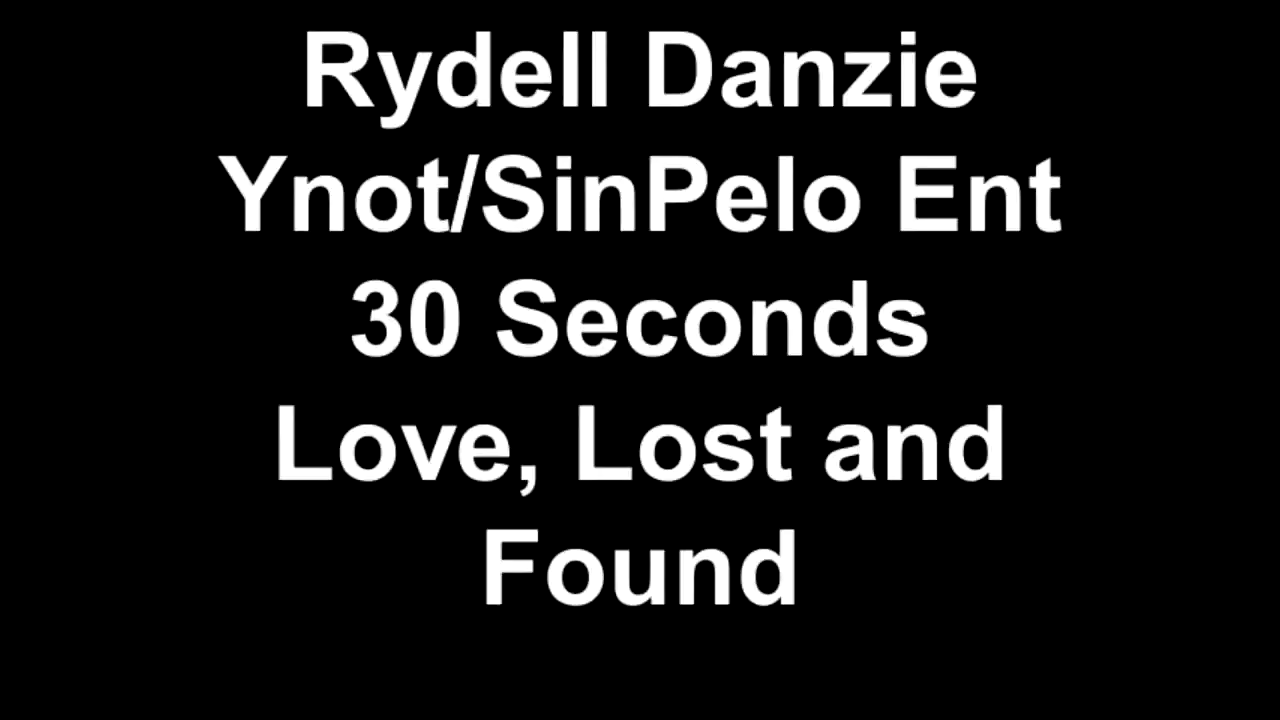 Rydell Danzie
Ynot/SinPelo Ent
30 Seconds
Love, Lost and
Found